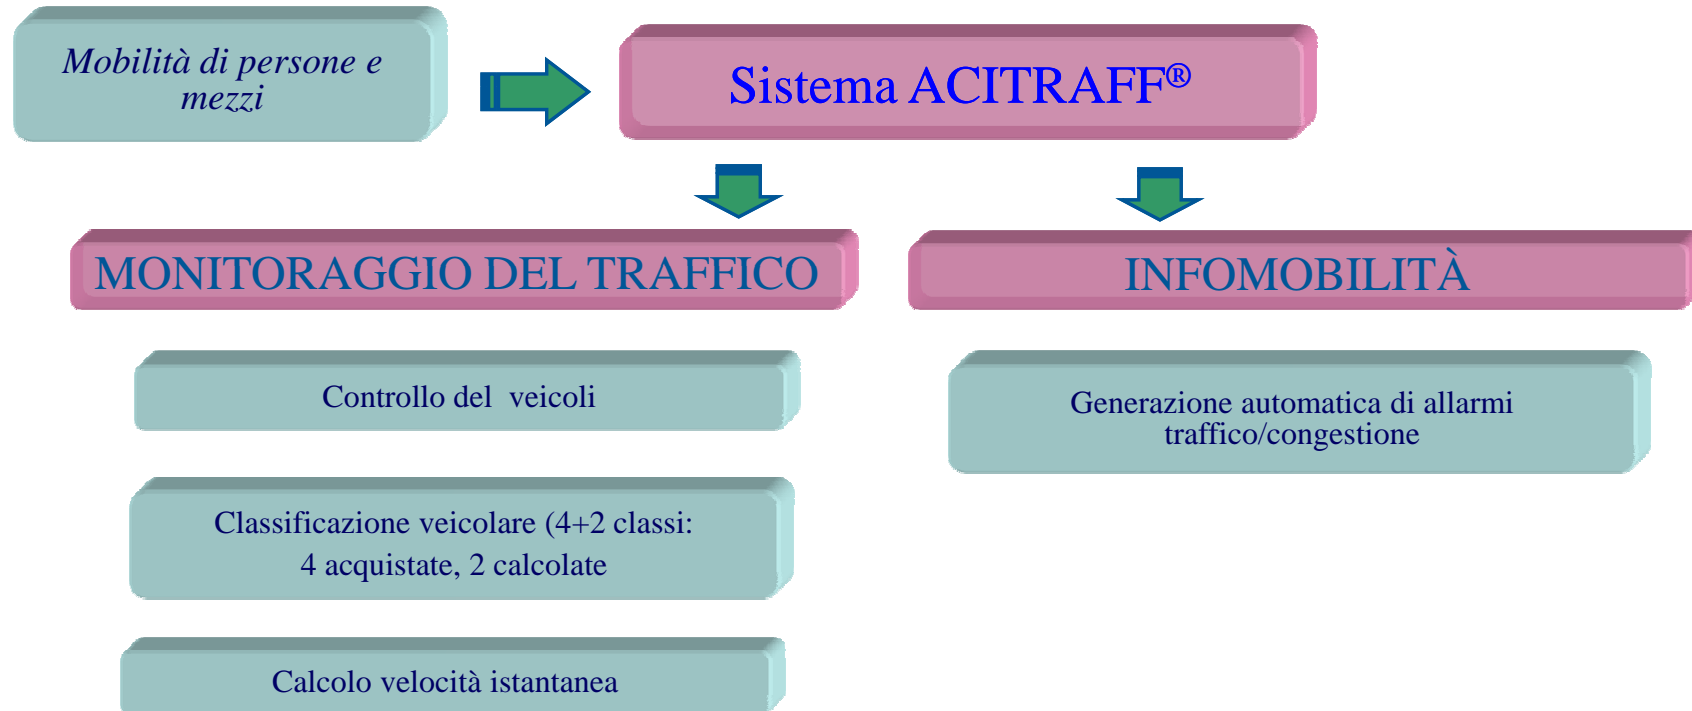 Mobilità di persone e
mezzi
Sistema ACITRAFF®
MONITORAGGIO DEL TRAFFICO
INFOMOBILITÀ
Controllo del  veicoli
Generazione automatica di allarmi
traffico/congestione
Classificazione veicolare (4+2 classi:
4 acquistate, 2 calcolate
Calcolo velocità istantanea